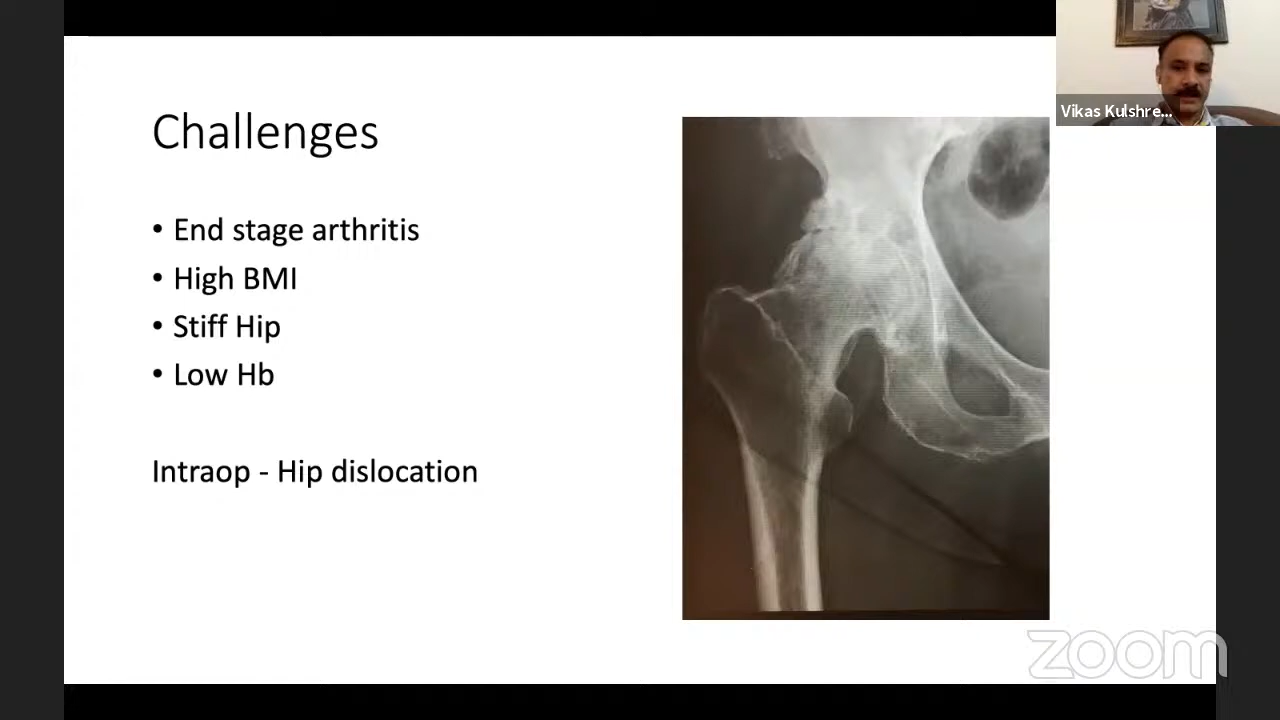 Vikas Kulshre...
Challenges
• End stage arthritis
• High BMI
• Stiff Hip
• Low Hb
Intraop - Hip dislocation
zoom